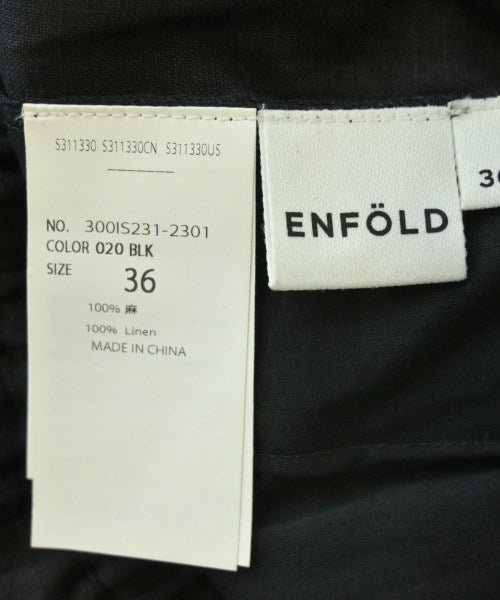 S311330 S311330CN S311330US
----------
NO. 300IS231-2301
COLOR 020 BLK
SIZE 36
100% 麻
100% Linen
MADE IN CHINA
ENFÖLD